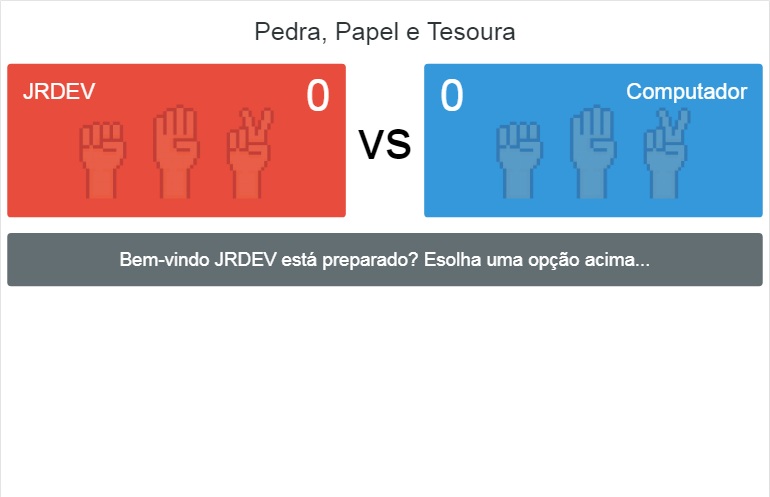 Pedra, Papel e Tesoura
JRDEV 0
VS
0 Computador
Bem-vindo JRDEV está preparado? Esolha uma opção acima...